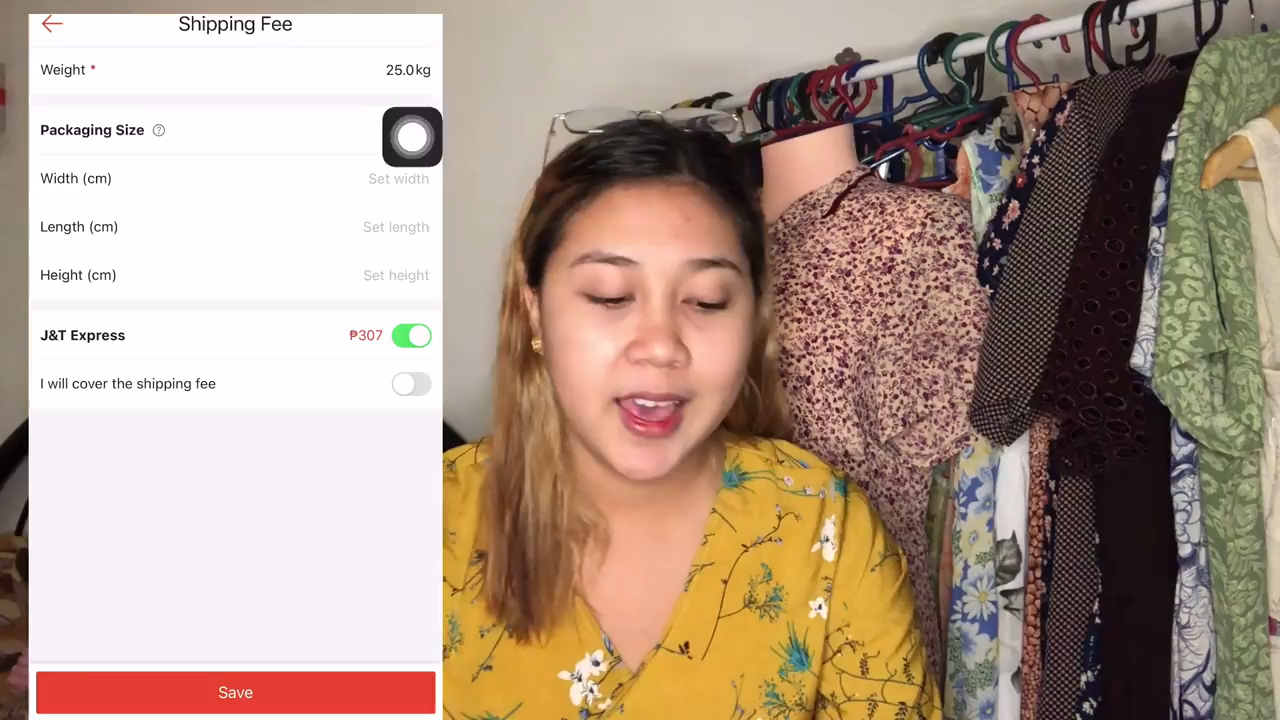 Shipping Fee
Weight * 25.0kg
Packaging Size ?
Width (cm) Set width
Length (cm) Set length
Height (cm) Set height
J&T Express ₱307
I will cover the shipping fee
Save